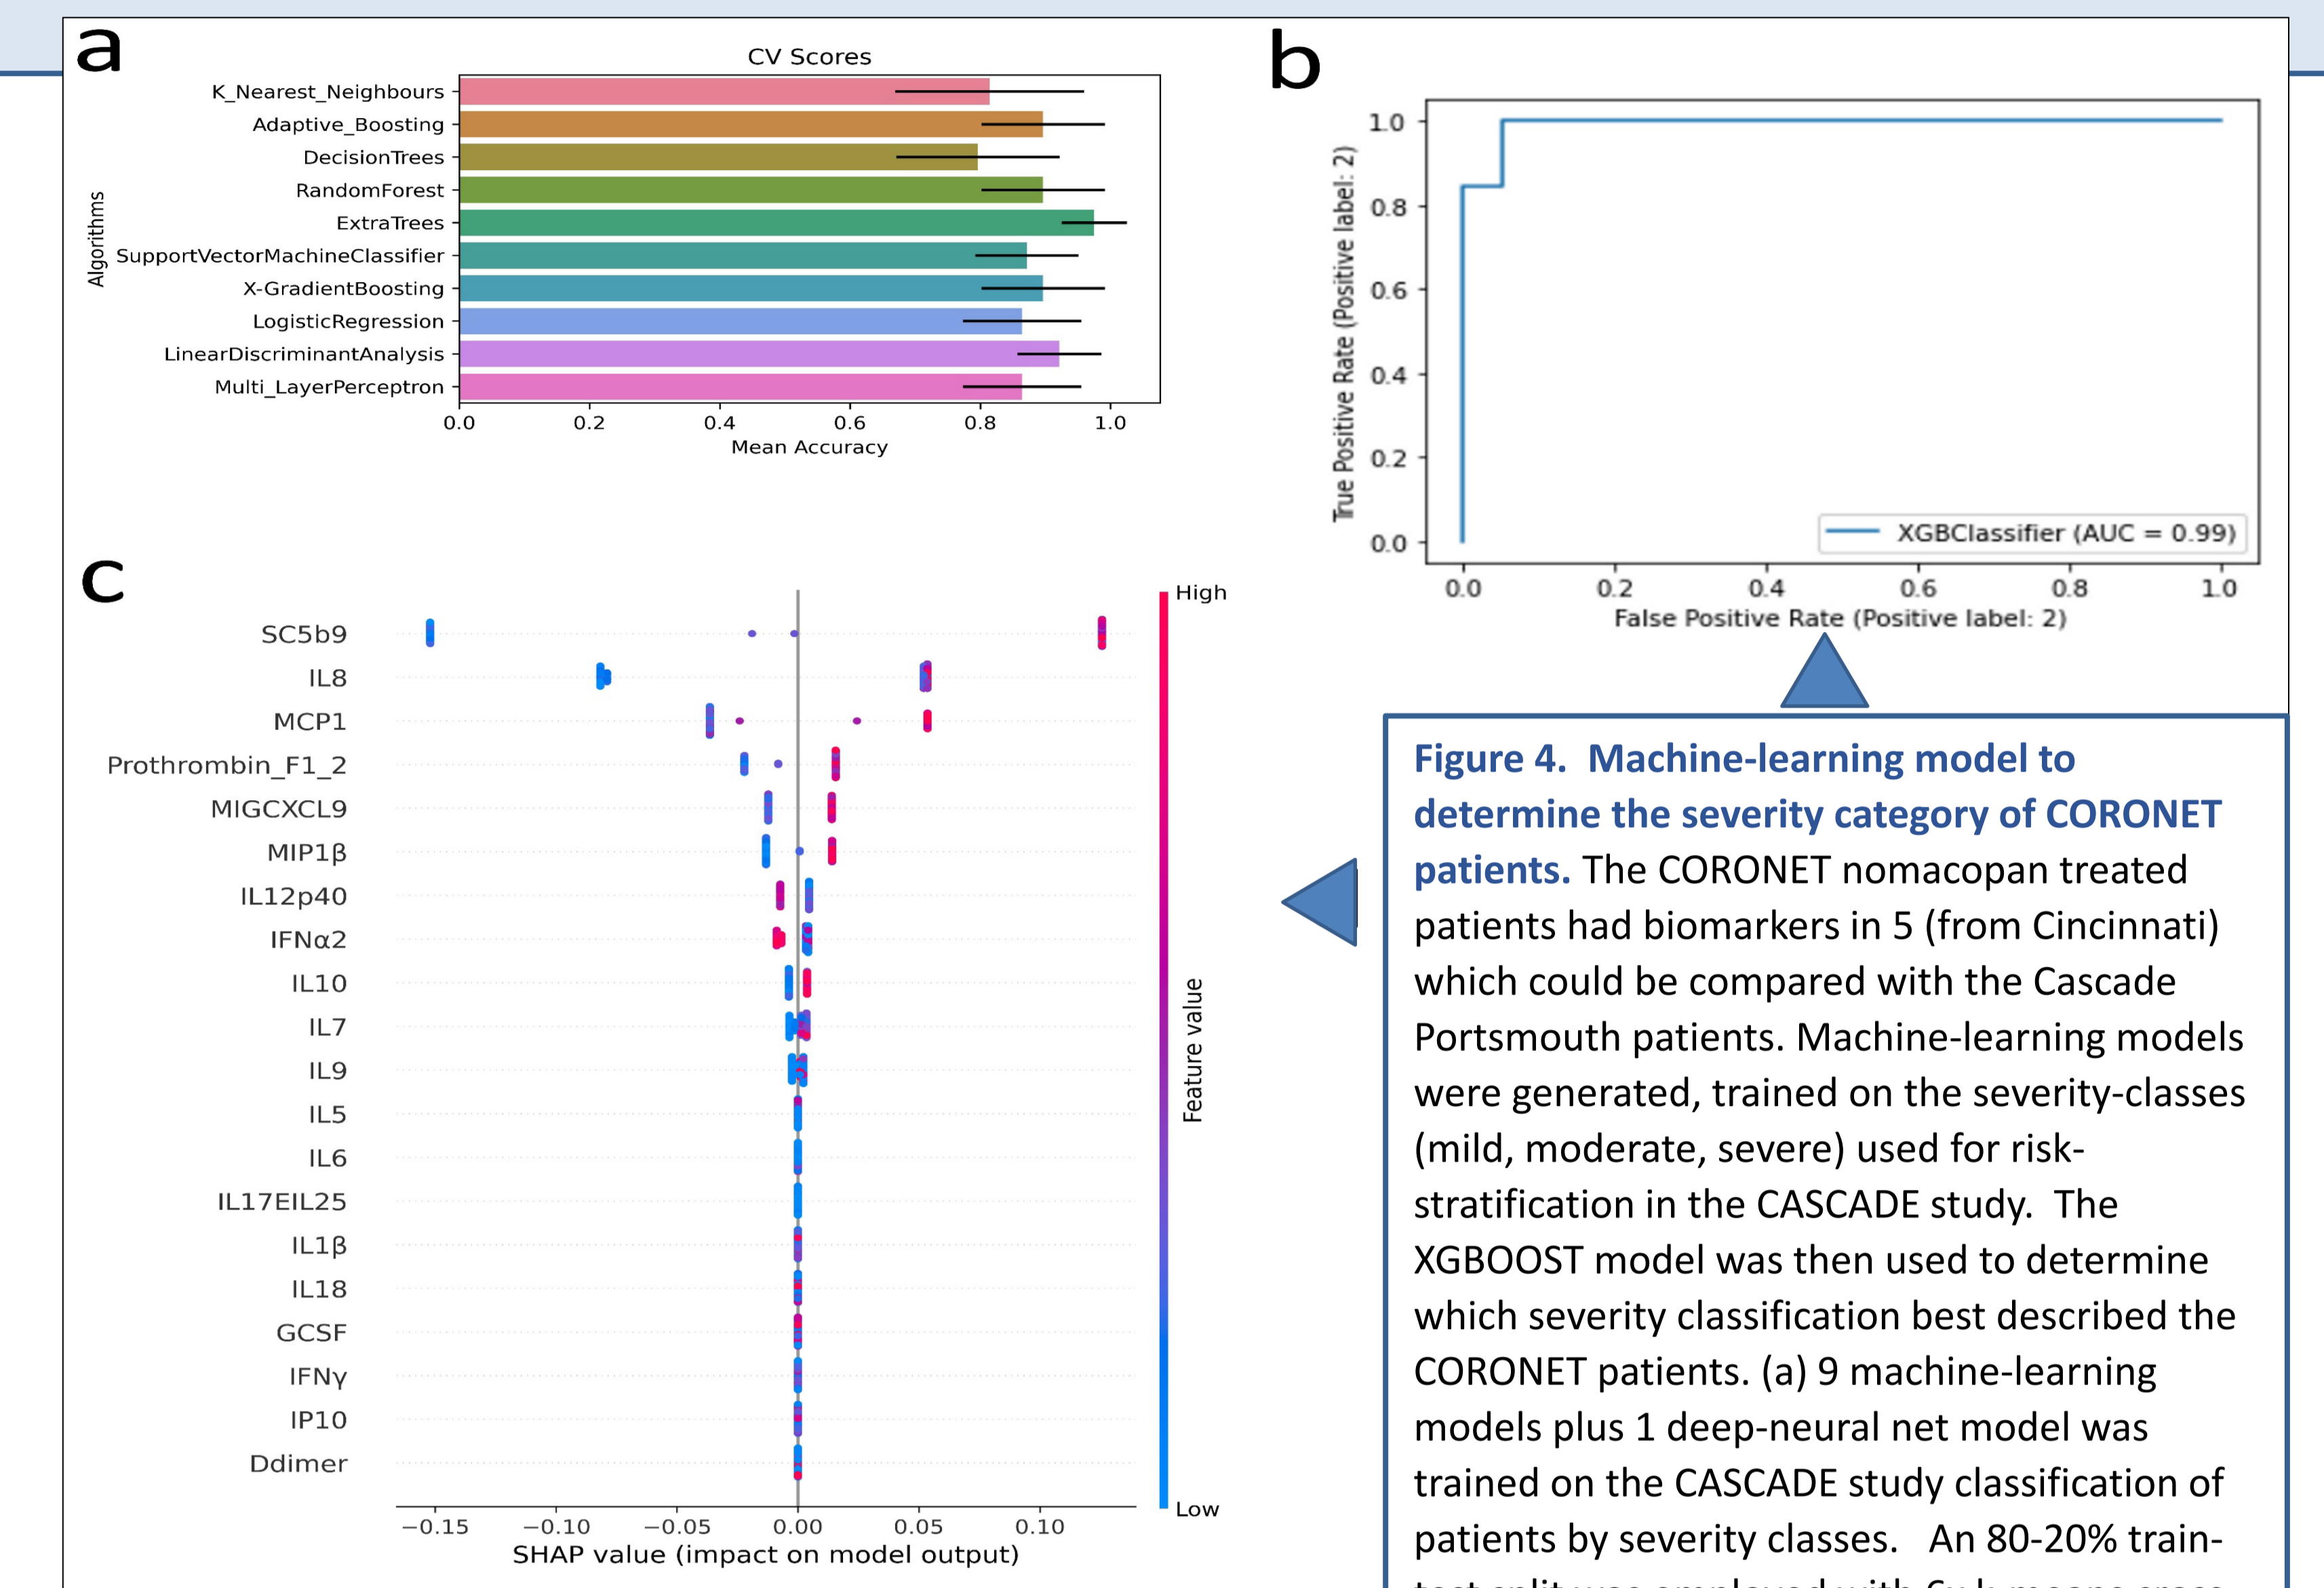 a
CV Scores
K_Nearest_Neighbours
Adaptive_Boosting
DecisionTrees
RandomForest
ExtraTrees
SupportVectorMachineClassifier
X-GradientBoosting
LogisticRegression
LinearDiscriminantAnalysis
Multi_LayerPerceptron
Algorithms
0.0 0.2 0.4 0.6 0.8 1.0
Mean Accuracy
b
1.0
0.8
0.6
0.4
0.2
0.0
True Positive Rate (Positive label: 2)
XGBClassifier (AUC = 0.99)
0.0 0.2 0.4 0.6 0.8 1.0
False Positive Rate (Positive label: 2)
c
SC5b9
IL8
MCP1
Prothrombin_F1_2
MIGCXCL9
MIP1β
IL12p40
IFNα2
IL10
IL7
IL9
IL5
IL6
IL17EIL25
IL1β
IL18
GCSF
IFNγ
IP10
Ddimer
−0.15 −0.10 −0.05 0.00 0.05 0.10
SHAP value (impact on model output)
High
Feature value
Low
Figure 4. Machine-learning model to
determine the severity category of CORONET
patients. The CORONET nomacopan treated
patients had biomarkers in 5 (from Cincinnati)
which could be compared with the Cascade
Portsmouth patients. Machine-learning models
were generated, trained on the severity-classes
(mild, moderate, severe) used for risk-
stratification in the CASCADE study. The
XGBOOST model was then used to determine
which severity classification best described the
CORONET patients. (a) 9 machine-learning
models plus 1 deep-neural net model was
trained on the CASCADE study classification of
patients by severity classes. An 80-20% train-